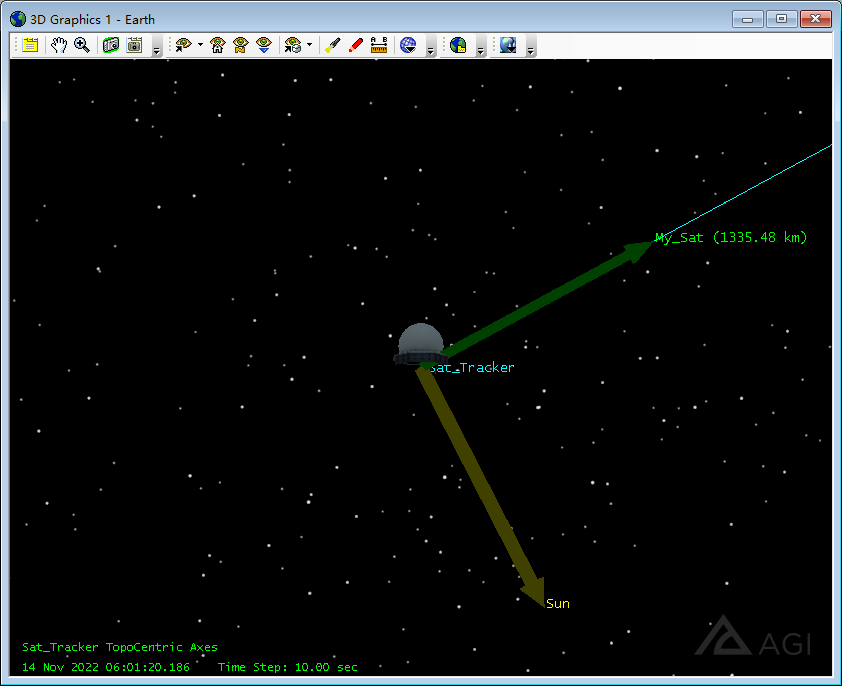 3D Graphics 1 - Earth
A B
My_Sat (1335.48 km)
Sat_Tracker
Sun
Sat_Tracker TopoCentric Axes
14 Nov 2022 06:01:20.186 Time Step: 10.00 sec
AGI